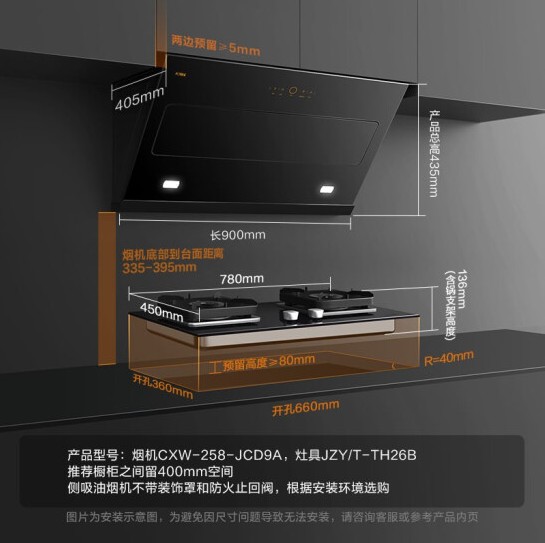 两边预留≥5mm
405mm
产品总高435mm
长900mm
烟机底部到台面距离
335-395mm
780mm
450mm
136mm
(含锅支架高度)
预留高度≥80mm
R=40mm
开孔360mm
开孔660mm
产品型号：烟机CXW-258-JCD9A，灶具JZY/T-TH26B
推荐橱柜之间留400mm空间
侧吸油烟机不带装饰罩和防火止回阀，根据安装环境选购
图片为安装示意图，为避免因尺寸问题导致无法安装，请咨询客服或参考产品内页